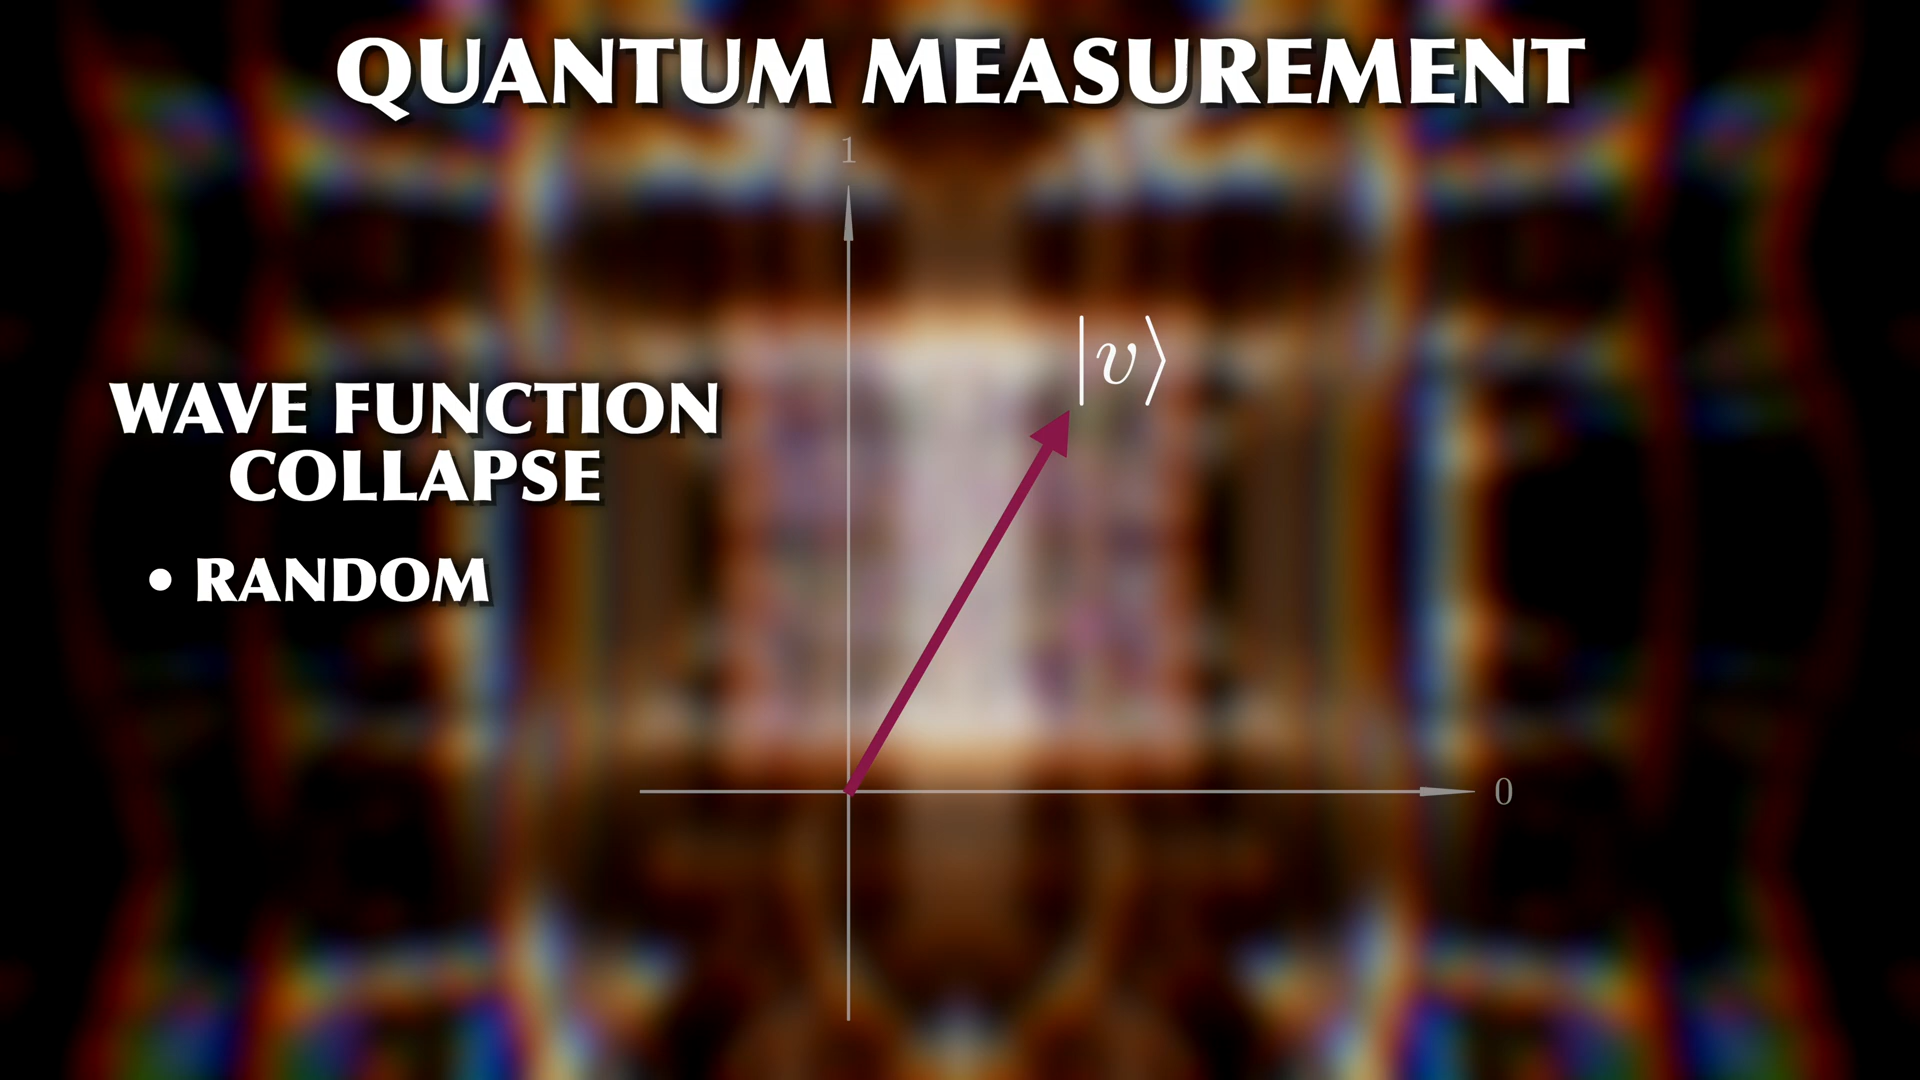 QUANTUM MEASUREMENT
1
|v⟩
WAVE FUNCTION
COLLAPSE
• RANDOM
0